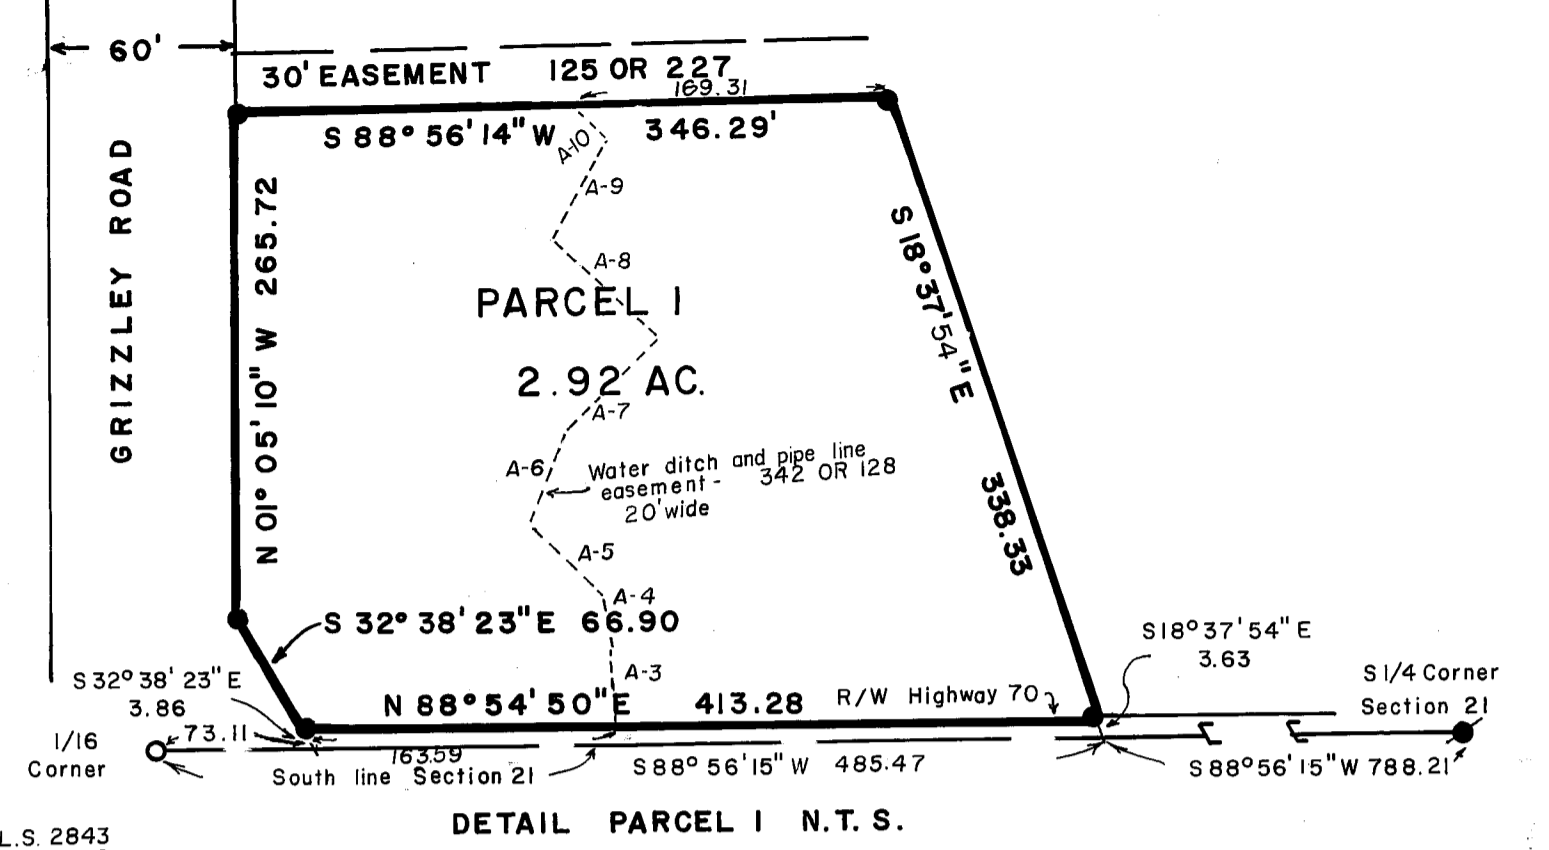 60'
30' EASEMENT 125 OR 227
169.31
S 88° 56' 14" W 346.29'
GRIZZLEY ROAD
N 01° 05' 10" W 265.72
A-10
A-9
A-8
PARCEL 1
2.92 AC.
A-7
A-6
Water ditch and pipe line
easement - 342 OR 128
20' wide
A-5
A-4
A-3
S 18° 37' 54" E 338.33
S 32° 38' 23" E 66.90
S 32° 38' 23" E
3.86
N 88° 54' 50" E 413.28
R/W Highway 70
S 18° 37' 54" E
3.63
S 1/4 Corner
Section 21
73.11
1/16
Corner
163.59
South line Section 21
S 88° 56' 15" W 485.47
S 88° 56' 15" W 788.21
DETAIL PARCEL 1 N.T.S.
L.S. 2843